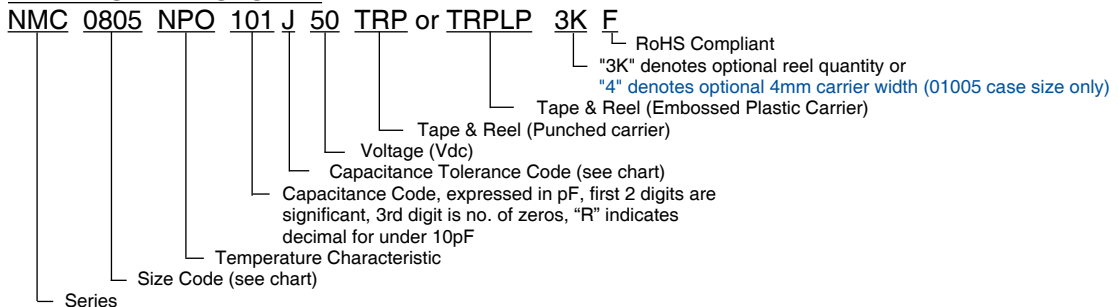 NMC 0805 NPO 101 J 50 TRP or TRPLP 3K F
RoHS Compliant
"3K" denotes optional reel quantity or
"4" denotes optional 4mm carrier width (01005 case size only)
Tape & Reel (Embossed Plastic Carrier)
Tape & Reel (Punched carrier)
Voltage (Vdc)
Capacitance Tolerance Code (see chart)
Capacitance Code, expressed in pF, first 2 digits are
significant, 3rd digit is no. of zeros, “R” indicates
decimal for under 10pF
Temperature Characteristic
Size Code (see chart)
Series